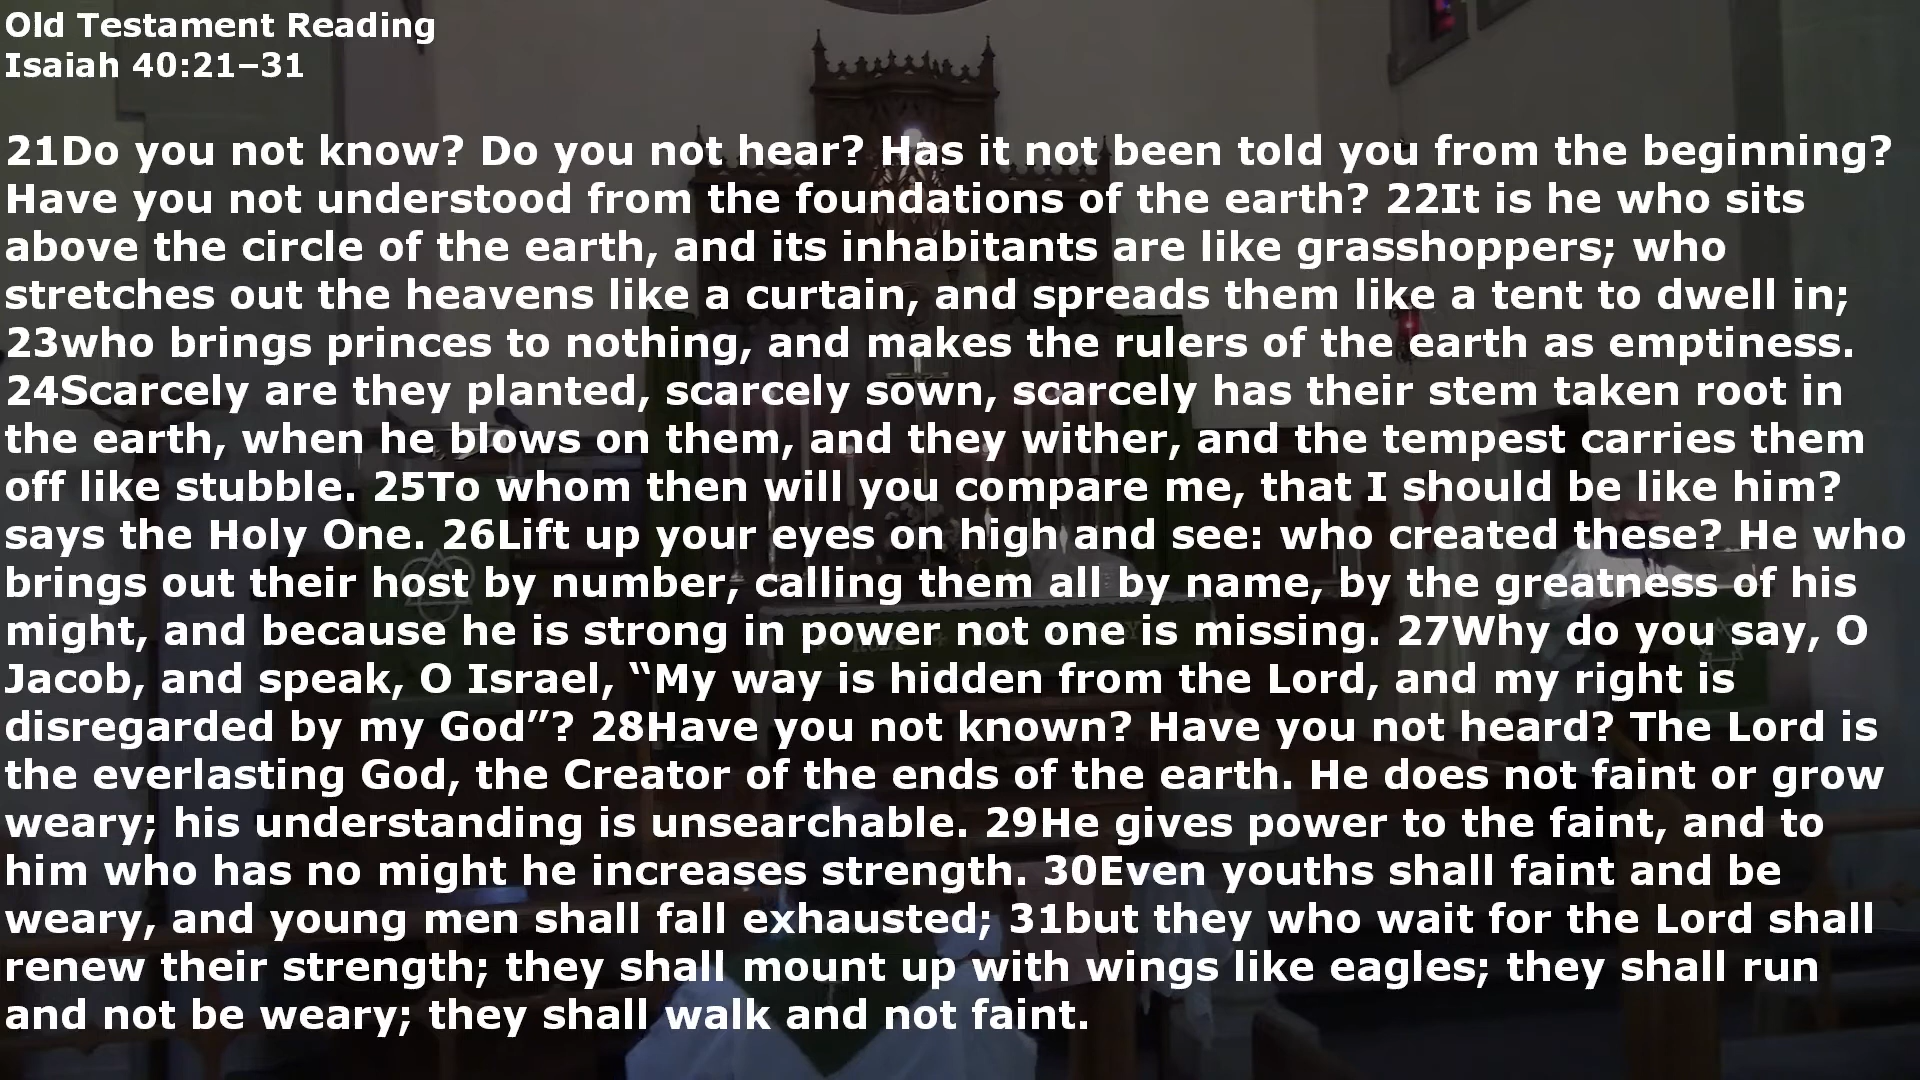 Old Testament Reading
Isaiah 40:21–31
21Do you not know? Do you not hear? Has it not been told you from the beginning?
Have you not understood from the foundations of the earth? 22It is he who sits
above the circle of the earth, and its inhabitants are like grasshoppers; who
stretches out the heavens like a curtain, and spreads them like a tent to dwell in;
23who brings princes to nothing, and makes the rulers of the earth as emptiness.
24Scarcely are they planted, scarcely sown, scarcely has their stem taken root in
the earth, when he blows on them, and they wither, and the tempest carries them
off like stubble. 25To whom then will you compare me, that I should be like him?
says the Holy One. 26Lift up your eyes on high and see: who created these? He who
brings out their host by number, calling them all by name, by the greatness of his
might, and because he is strong in power not one is missing. 27Why do you say, O
Jacob, and speak, O Israel, “My way is hidden from the Lord, and my right is
disregarded by my God”? 28Have you not known? Have you not heard? The Lord is
the everlasting God, the Creator of the ends of the earth. He does not faint or grow
weary; his understanding is unsearchable. 29He gives power to the faint, and to
him who has no might he increases strength. 30Even youths shall faint and be
weary, and young men shall fall exhausted; 31but they who wait for the Lord shall
renew their strength; they shall mount up with wings like eagles; they shall run
and not be weary; they shall walk and not faint.